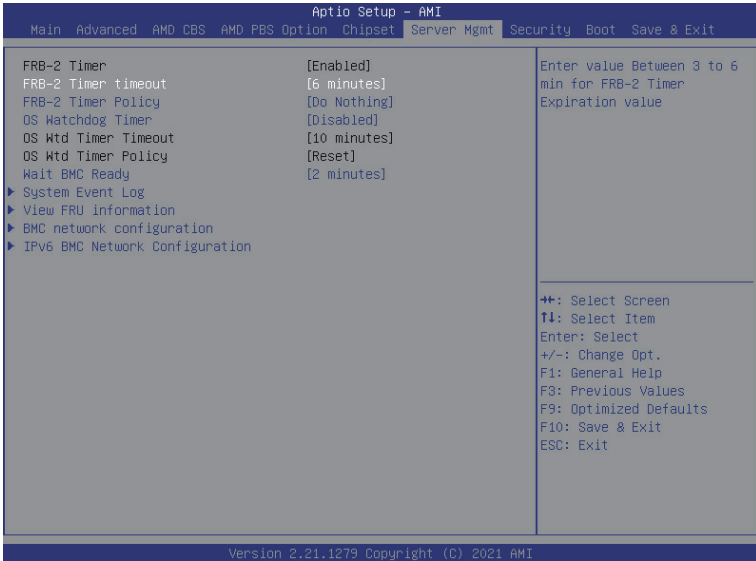 Aptio Setup – AMI
Main Advanced AMD CBS AMD PBS Option Chipset Server Mgmt Security Boot Save & Exit
FRB-2 Timer [Enabled]
FRB-2 Timer timeout [6 minutes]
FRB-2 Timer Policy [Do Nothing]
OS Watchdog Timer [Disabled]
OS Wtd Timer Timeout [10 minutes]
OS Wtd Timer Policy [Reset]
Wait BMC Ready [2 minutes]
▶ System Event Log
▶ View FRU information
▶ BMC network configuration
▶ IPv6 BMC Network Configuration
Enter value Between 3 to 6
min for FRB-2 Timer
Expiration value
→←: Select Screen
↑↓: Select Item
Enter: Select
+/-: Change Opt.
F1: General Help
F3: Previous Values
F9: Optimized Defaults
F10: Save & Exit
ESC: Exit
Version 2.21.1279 Copyright (C) 2021 AMI